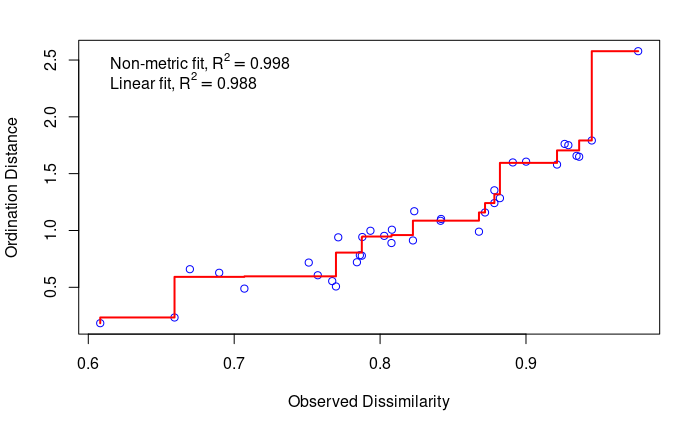 Non-metric fit, R² = 0.998
Linear fit, R² = 0.988
Ordination Distance
2.5
2.0
1.5
1.0
0.5
0.6 0.7 0.8 0.9
Observed Dissimilarity